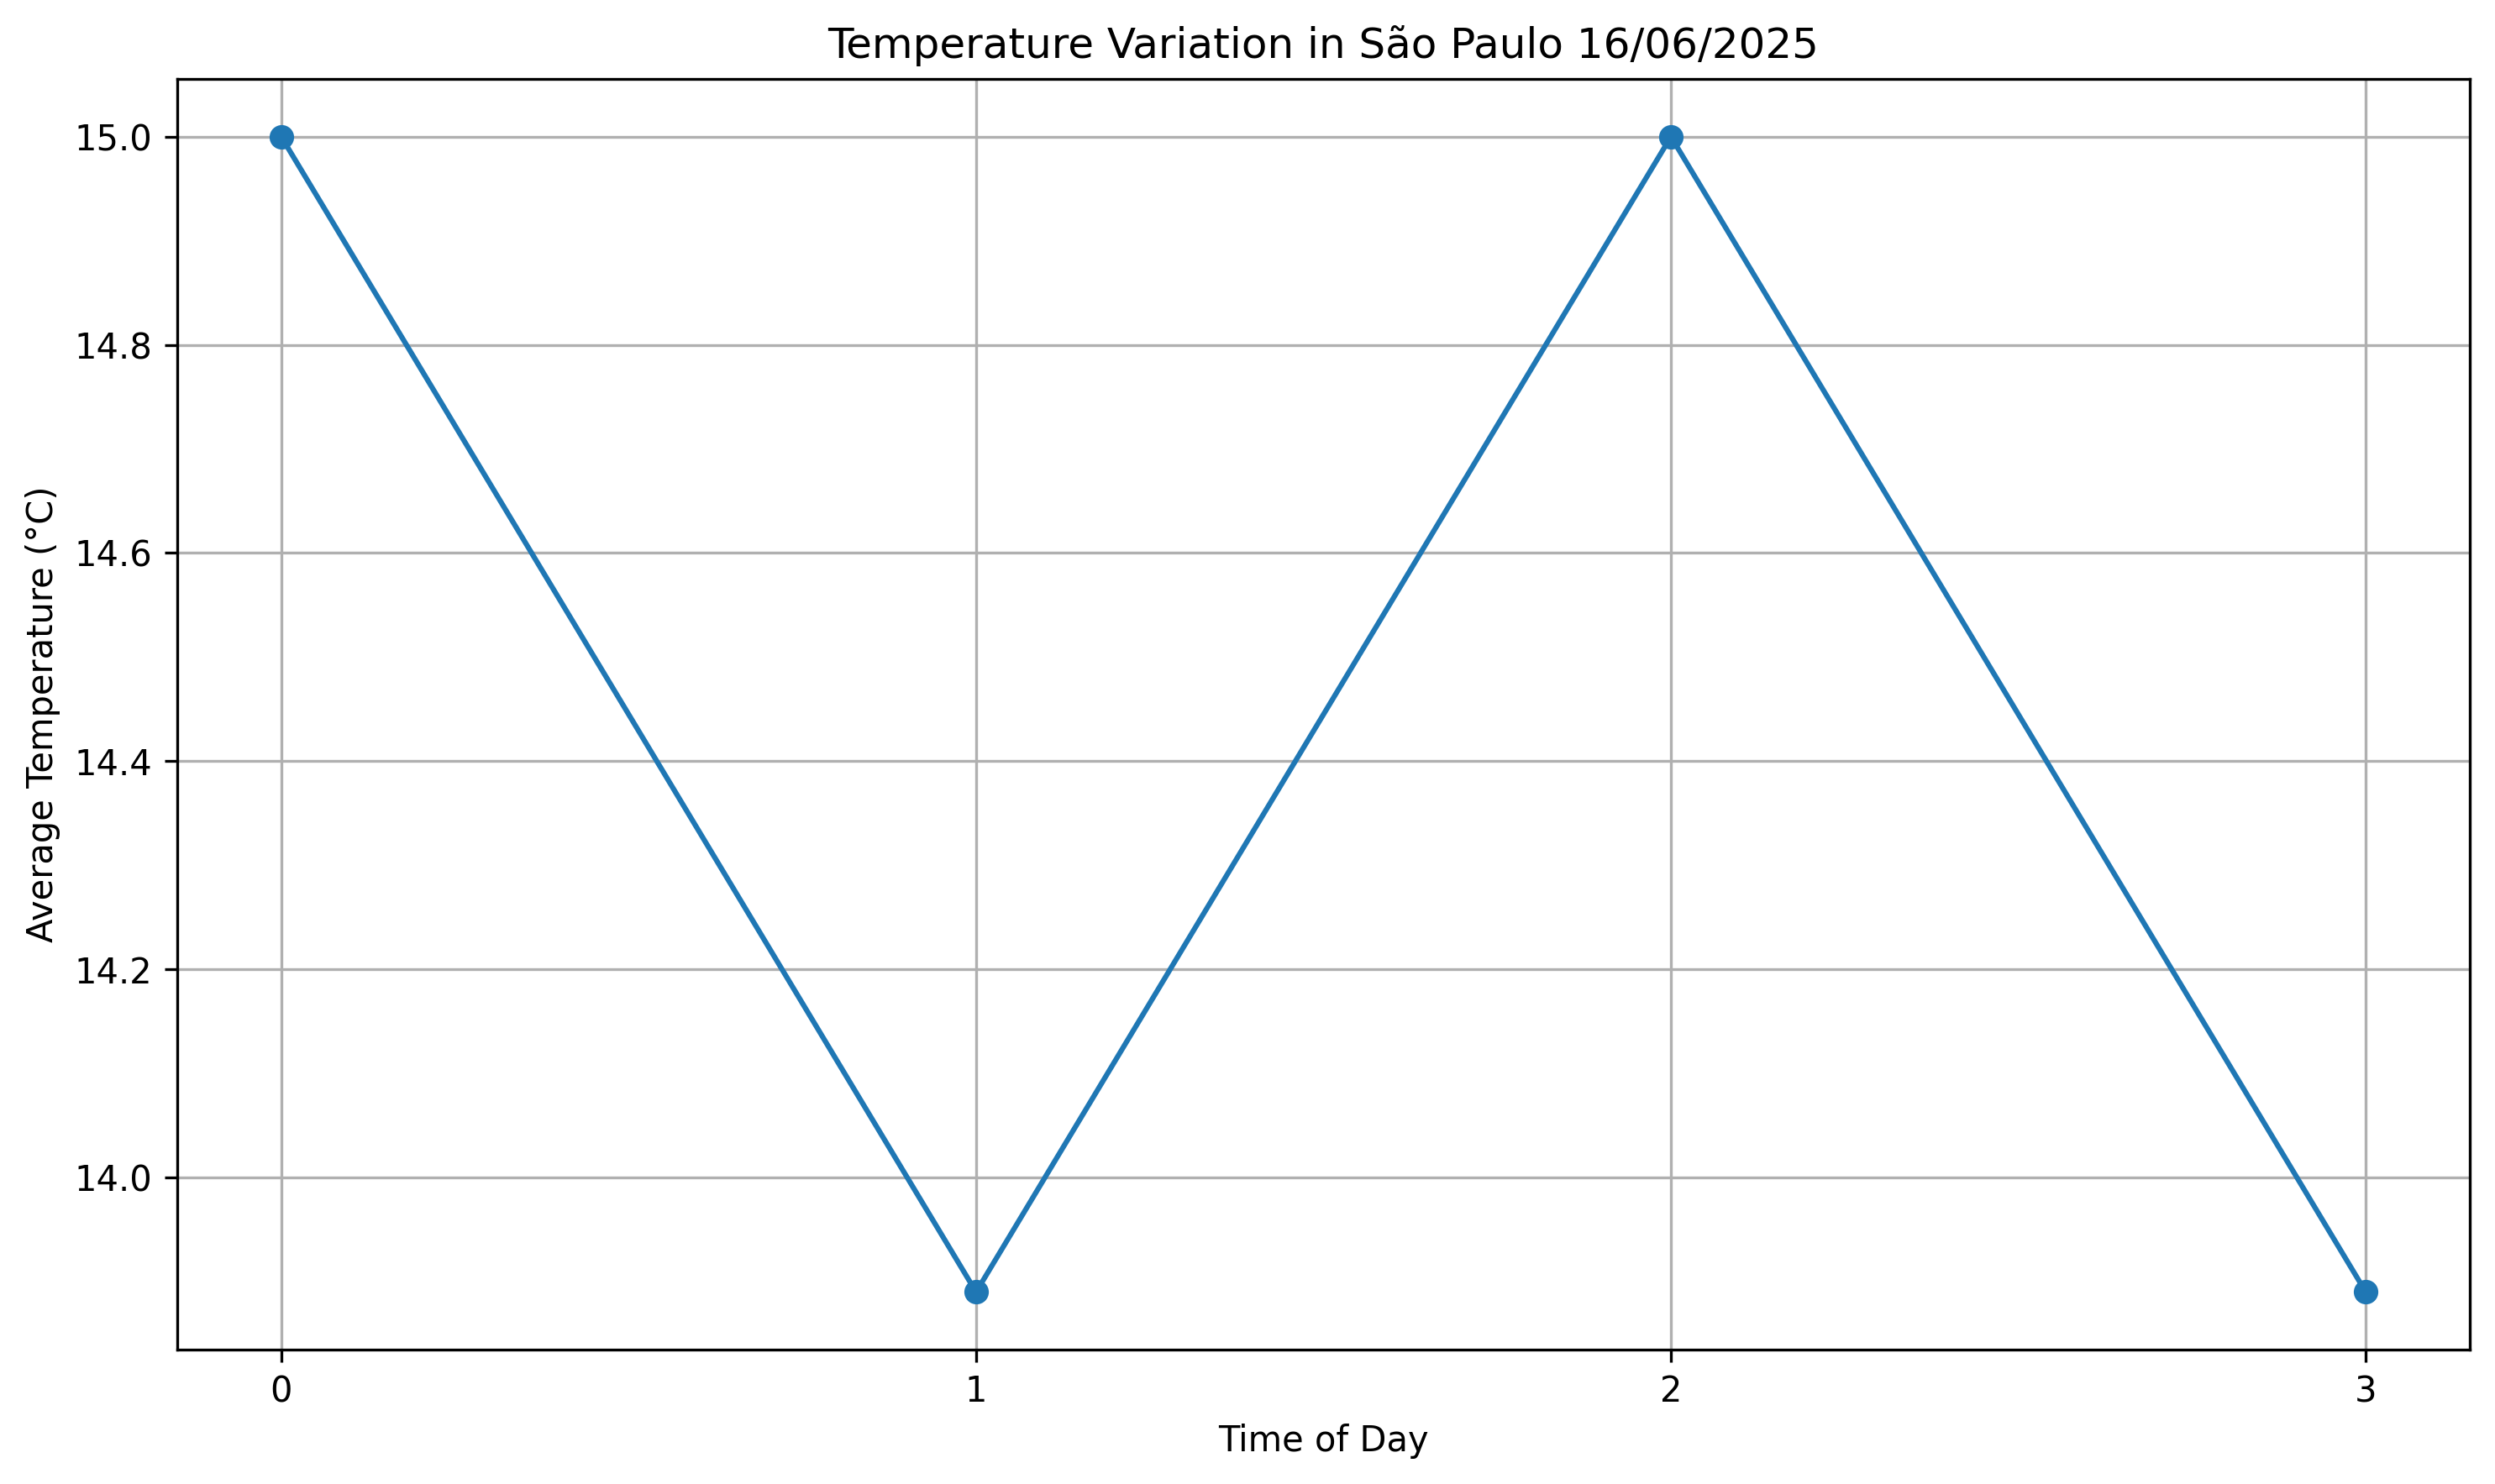 Temperature Variation in São Paulo 16/06/2025
Average Temperature (°C)
15.0
14.8
14.6
14.4
14.2
14.0
0 1 2 3
Time of Day